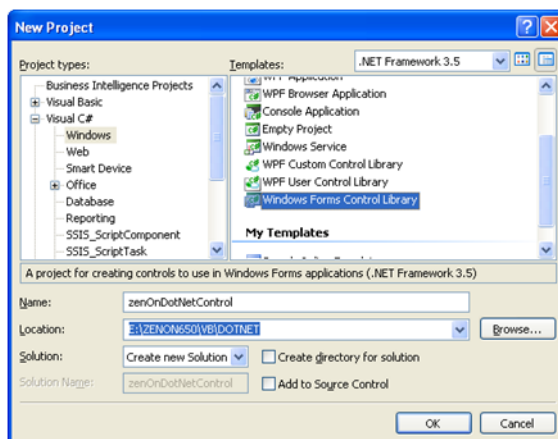 New Project
Project types:
Templates:
.NET Framework 3.5
Business Intelligence Projects
Visual Basic
Visual C#
Windows
Web
Smart Device
Office
Database
Reporting
SSIS_ScriptComponent
SSIS_ScriptTask
WPF Application
WPF Browser Application
Console Application
Empty Project
Windows Service
WPF Custom Control Library
WPF User Control Library
Windows Forms Control Library
My Templates
A project for creating controls to use in Windows Forms applications (.NET Framework 3.5)
Name:
zenOnDotNetControl
Location:
E:\ZENON650\VB\DOTNET
Browse...
Solution:
Create new Solution
Create directory for solution
Solution Name:
zenOnDotNetControl
Add to Source Control
OK
Cancel